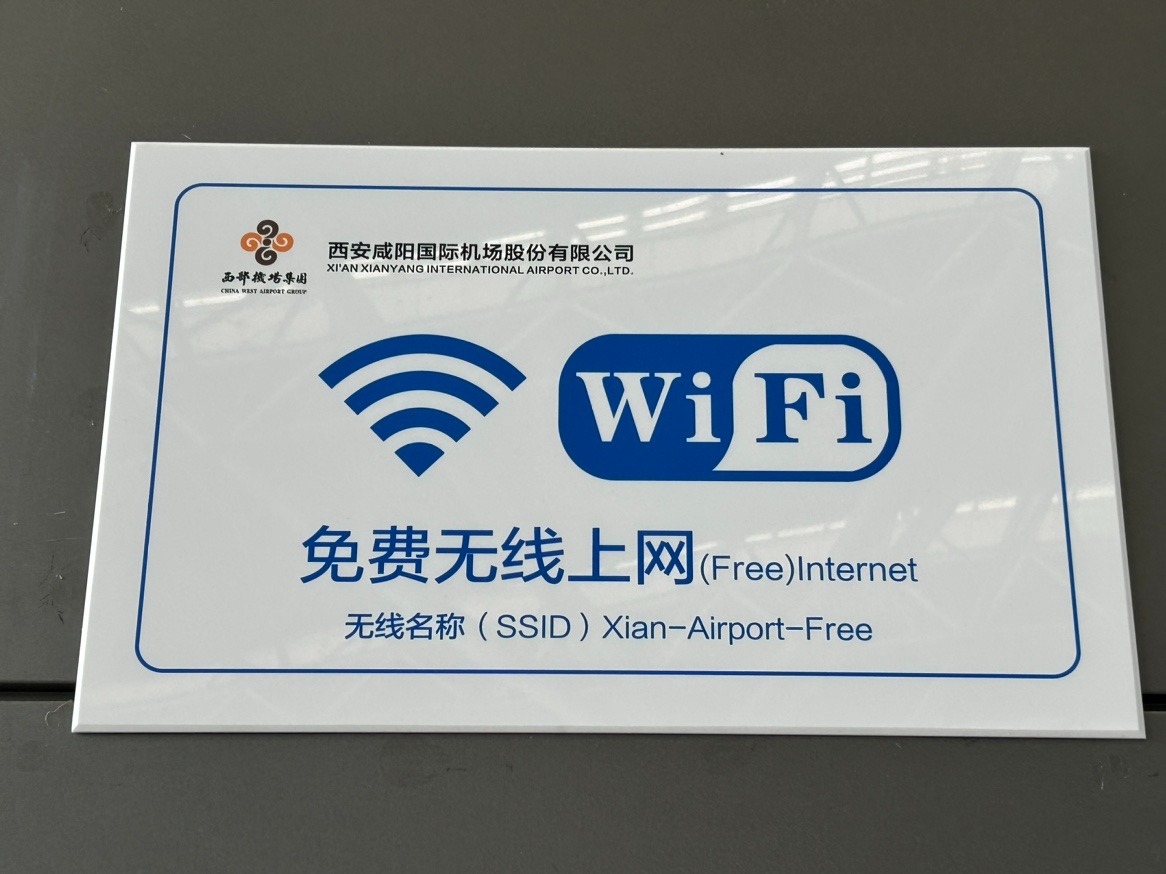 西安咸阳国际机场股份有限公司
XI'AN XIANYANG INTERNATIONAL AIRPORT CO.,LTD.
西部機場集团
CHINA WEST AIRPORT GROUP
WiFi
免费无线上网(Free)Internet
无线名称（SSID）Xian-Airport-Free